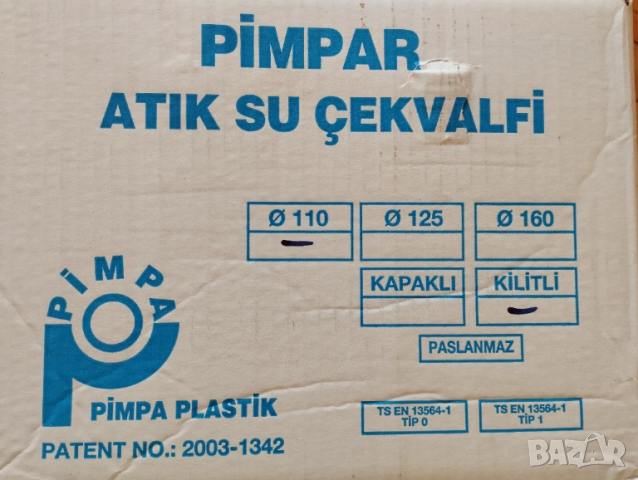 PİMPAR
ATIK SU ÇEKVALFİ
Ø 110 Ø 125 Ø 160
KAPAKLI KİLİTLİ
PASLANMAZ
PİMPA
PİMPA PLASTİK
PATENT NO.: 2003-1342
TS EN 13564-1 TİP 0
TS EN 13564-1 TİP 1
BAZAR